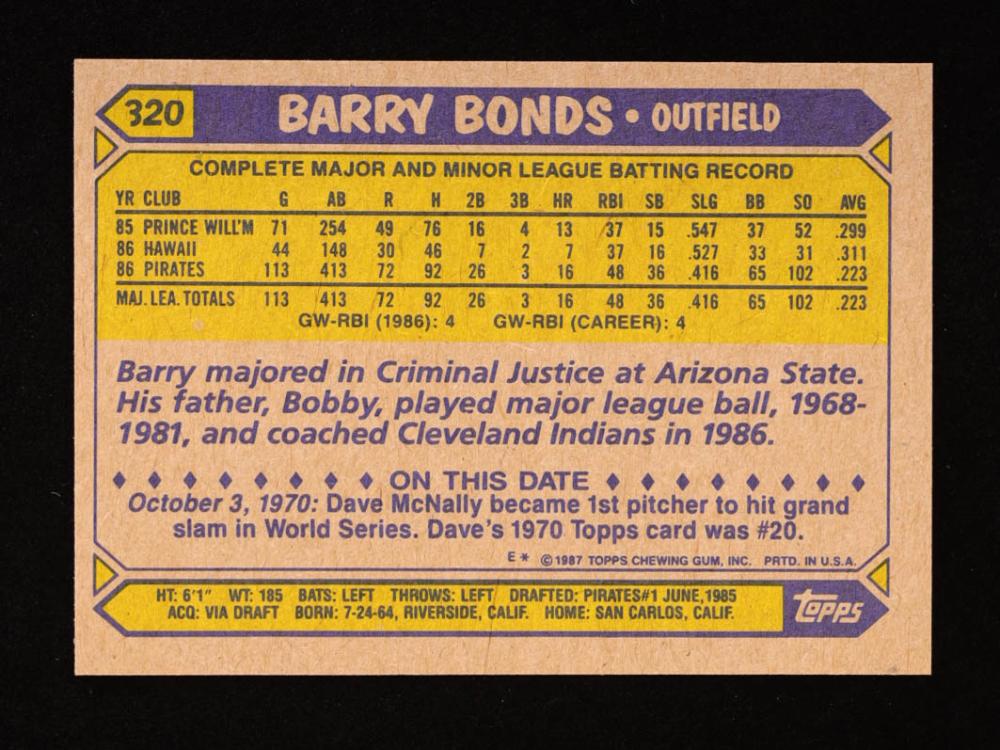 320 BARRY BONDS • OUTFIELD
COMPLETE MAJOR AND MINOR LEAGUE BATTING RECORD
YR CLUB G AB R H 2B 3B HR RBI SB SLG BB SO AVG
85 PRINCE WILL'M 71 254 49 76 16 4 13 37 15 .547 37 52 .299
86 HAWAII 44 148 30 46 7 2 7 37 16 .527 33 31 .311
86 PIRATES 113 413 72 92 26 3 16 48 36 .416 65 102 .223
MAJ. LEA. TOTALS 113 413 72 92 26 3 16 48 36 .416 65 102 .223
GW-RBI (1986): 4 GW-RBI (CAREER): 4
Barry majored in Criminal Justice at Arizona State.
His father, Bobby, played major league ball, 1968-
1981, and coached Cleveland Indians in 1986.
ON THIS DATE
October 3, 1970: Dave McNally became 1st pitcher to hit grand
slam in World Series. Dave's 1970 Topps card was #20.
E* ©1987 TOPPS CHEWING GUM, INC. PRTD. IN U.S.A.
HT: 6'1" WT: 185 BATS: LEFT THROWS: LEFT DRAFTED: PIRATES#1 JUNE,1985
ACQ: VIA DRAFT BORN: 7-24-64, RIVERSIDE, CALIF. HOME: SAN CARLOS, CALIF.
topps